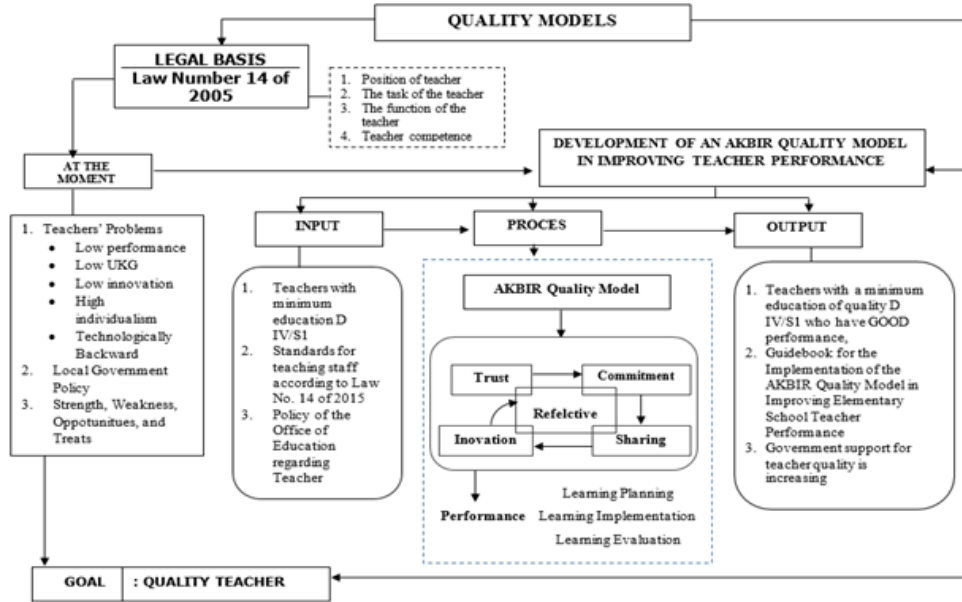 QUALITY MODELS
LEGAL BASIS
Law Number 14 of
2005
1. Position of teacher
2. The task of the teacher
3. The function of the
teacher
4. Teacher competence
DEVELOPMENT OF AN AKBIR QUALITY MODEL
IN IMPROVING TEACHER PERFORMANCE
AT THE
MOMENT
1. Teachers' Problems
• Low performance
• Low UKG
• Low innovation
• High
individualism
• Technologically
Backward
2. Local Government
Policy
3. Strength, Weakness,
Oppotunitues, and
Treats
INPUT
PROCES
OUTPUT
1. Teachers with
minimum
education D
IV/S1
2. Standards for
teaching staff
according to Law
No. 14 of 2015
3. Policy of the
Office of
Education
regarding
Teacher
AKBIR Quality Model
Trust
Commitment
Refelctive
Inovation
Sharing
Performance
Learning Planning
Learning Implementation
Learning Evaluation
1. Teachers with a minimum
education of quality D
IV/S1 who have GOOD
performance,
2. Guidebook for the
Implementation of the
AKBIR Quality Model in
Improving Elementary
School Teacher
Performance
3. Government support for
teacher quality is
increasing
GOAL : QUALITY TEACHER